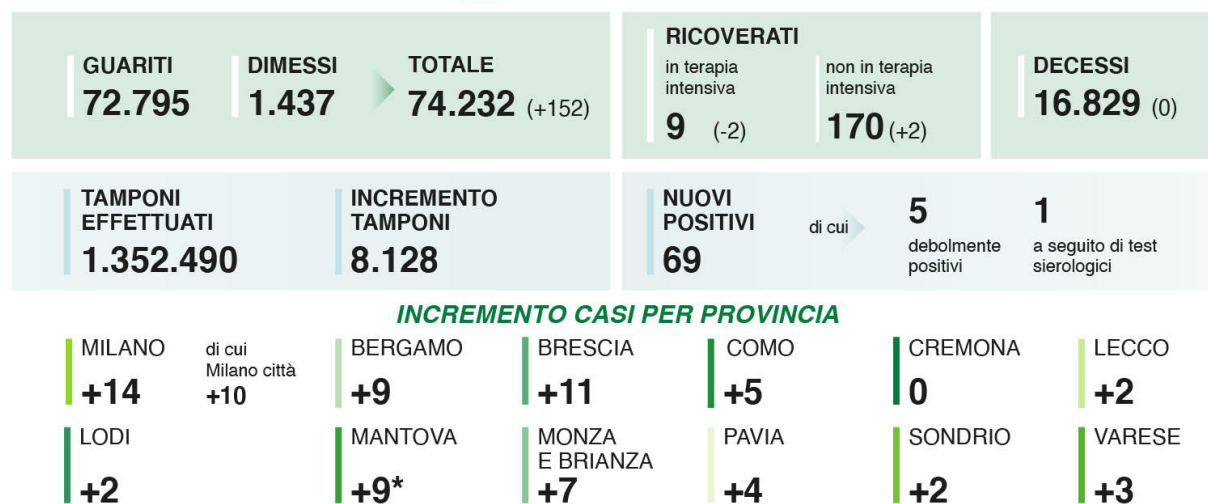 GUARITI
72.795
DIMESSI
1.437
TOTALE
74.232 (+152)
RICOVERATI
in terapia
intensiva
9 (-2)
non in terapia
intensiva
170 (+2)
DECESSI
16.829 (0)
TAMPONI
EFFETTUATI
1.352.490
INCREMENTO
TAMPONI
8.128
NUOVI
POSITIVI
69
di cui
5
debolmente
positivi
1
a seguito di test
sierologici
INCREMENTO CASI PER PROVINCIA
MILANO
+14
di cui
Milano città
+10
BERGAMO
+9
BRESCIA
+11
COMO
+5
CREMONA
0
LECCO
+2
LODI
+2
MANTOVA
+9*
MONZA
E BRIANZA
+7
PAVIA
+4
SONDRIO
+2
VARESE
+3